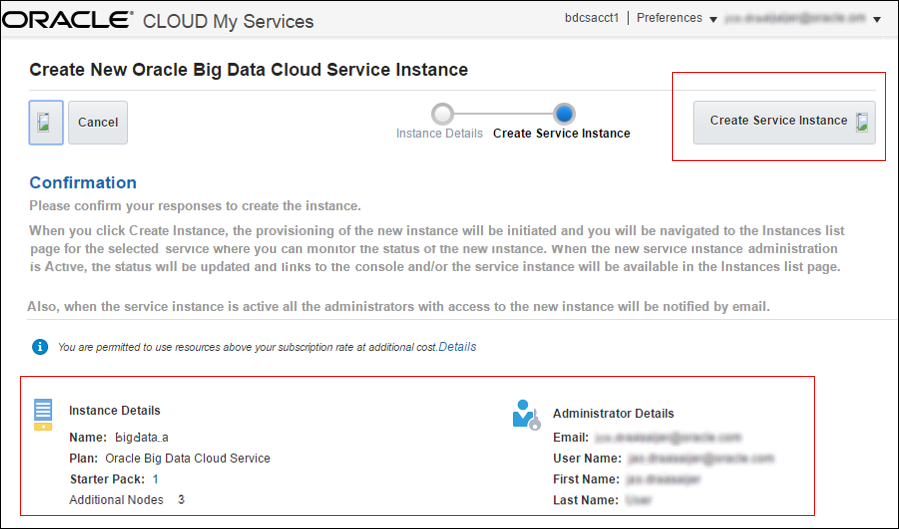 ORACLE CLOUD My Services
bdcsacct1 Preferences
Create New Oracle Big Data Cloud Service Instance
Cancel
Instance Details Create Service Instance
Create Service Instance
Confirmation
Please confirm your responses to create the instance.
When you click Create Instance, the provisioning of the new instance will be initiated and you will be navigated to the Instances list
page for the selected service where you can monitor the status of the new instance. When the new service instance administration
is Active, the status will be updated and links to the console and/or the service instance will be available in the Instances list page.
Also, when the service instance is active all the administrators with access to the new instance will be notified by email.
You are permitted to use resources above your subscription rate at additional cost.Details
Instance Details
Name: bigdata_a
Plan: Oracle Big Data Cloud Service
Starter Pack: 1
Additional Nodes 3
Administrator Details
Email:
User Name:
First Name:
Last Name: